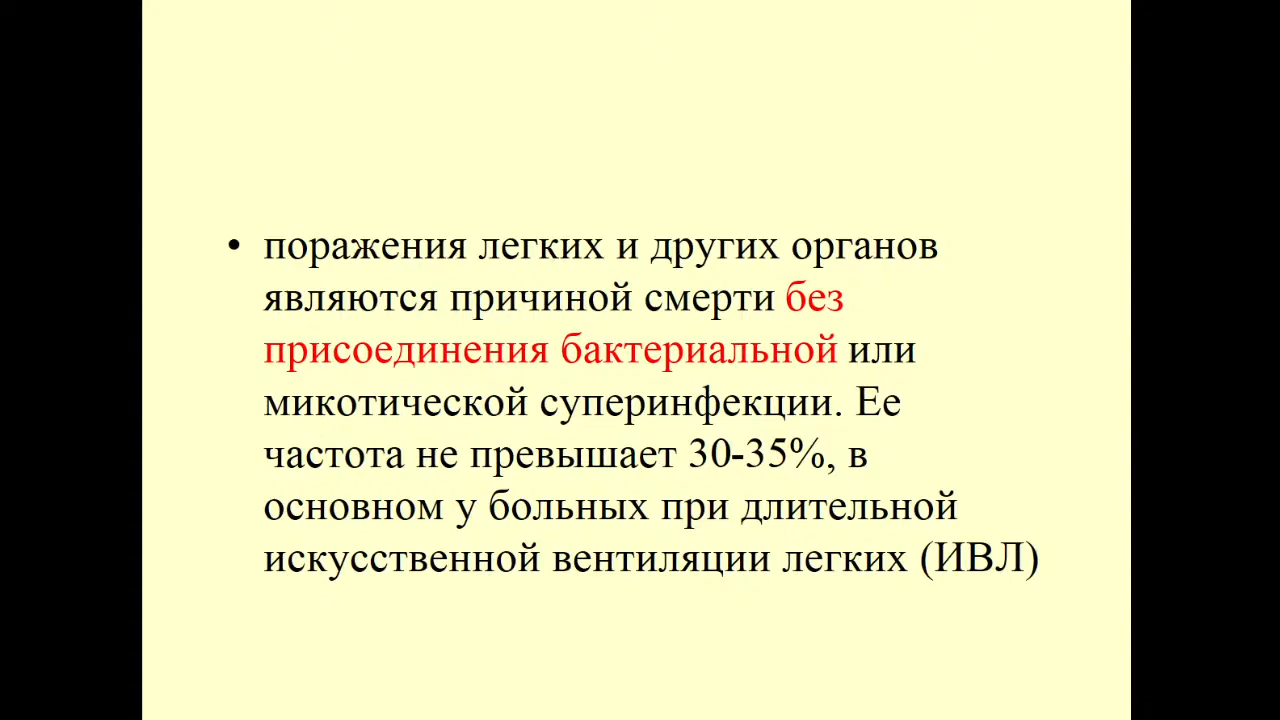 • поражения легких и других органов
являются причиной смерти без
присоединения бактериальной или
микотической суперинфекции. Ее
частота не превышает 30-35%, в
основном у больных при длительной
искусственной вентиляции легких (ИВЛ)